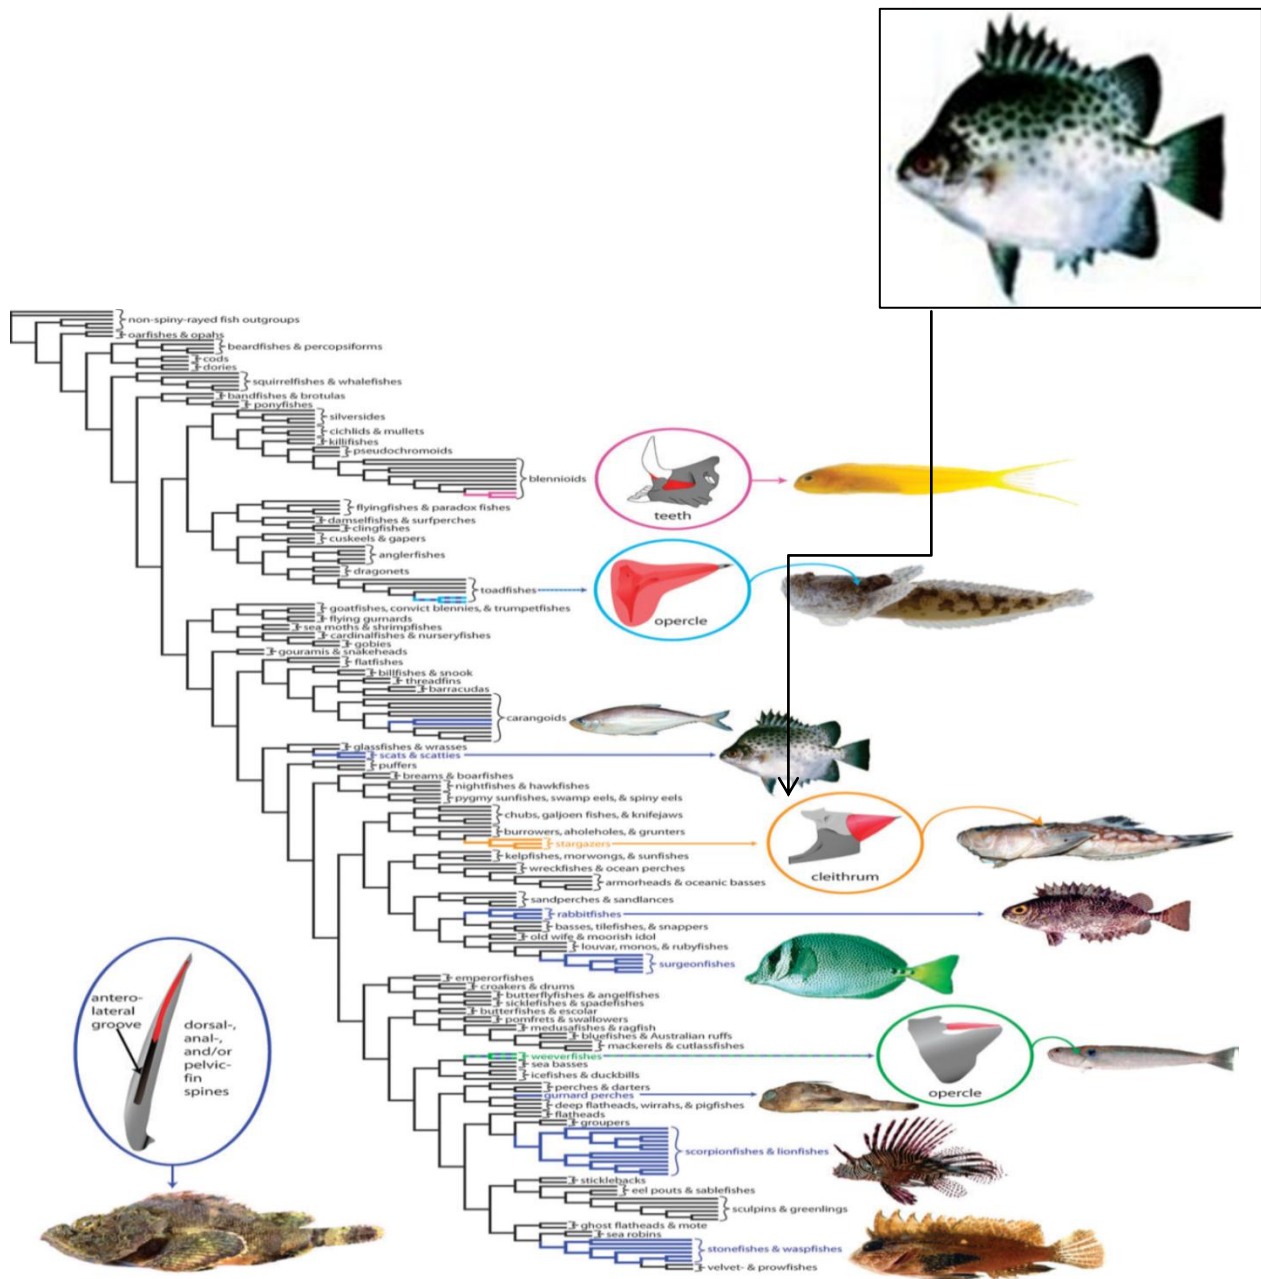 non-spiny-rayed fish outgroups
oarfishes & opahs
beardfishes & percopsiforms
cods
dories
squirrelfishes & whalefishes
bandfishes & brotulas
ponyfishes
silversides
cichlids & mullets
killifishes
pseudochromoids
blennioids
teeth
flyingfishes & paradox fishes
damselfishes & surfperches
clingfishes
cuskeels & gapers
anglerfishes
dragonets
toadfishes
opercle
goatfishes, convict blennies, & trumpetfishes
flying gurnards
sea moths & shrimpfishes
cardinalfishes & nurseryfishes
gobies
gouramis & snakeheads
flatfishes
billfishes & snook
threadfins
barracudas
carangoids
glassfishes & wrasses
scats & scatties
puffers
breams & boarfishes
nightfishes & hawkfishes
pygmy sunfishes, swamp eels, & spiny eels
chubs, galjoen fishes, & knifejaws
burrowers, aholeholes, & grunters
stargazers
cleithrum
kelpfishes, morwongs, & sunfishes
wreckfishes & ocean perches
armorheads & oceanic basses
sandperches & sandlances
rabbitfishes
basses, tilefishes, & snappers
old wife & moorish idol
louvar, monos, & rubyfishes
surgeonfishes
emperorfishes
croakers & drums
butterflyfishes & angelfishes
sicklefishes & spadefishes
butterfishes & escolar
pomfrets & swallowers
medusafishes & ragfish
bluefishes & Australian ruffs
mackerels & cutlassfishes
weeverfishes
sea basses
icefishes & duckbills
opercle
perches & darters
gurnard perches
deep flatheads, wirrahs, & pigfishes
flatheads
groupers
scorpionfishes & lionfishes
sticklebacks
eel pouts & sablefishes
sculpins & greenlings
ghost flatheads & mote
sea robins
stonefishes & waspfishes
velvet- & prowfishes
antero-
lateral
groove
dorsal-,
anal-,
and/or
pelvic-
fin
spines